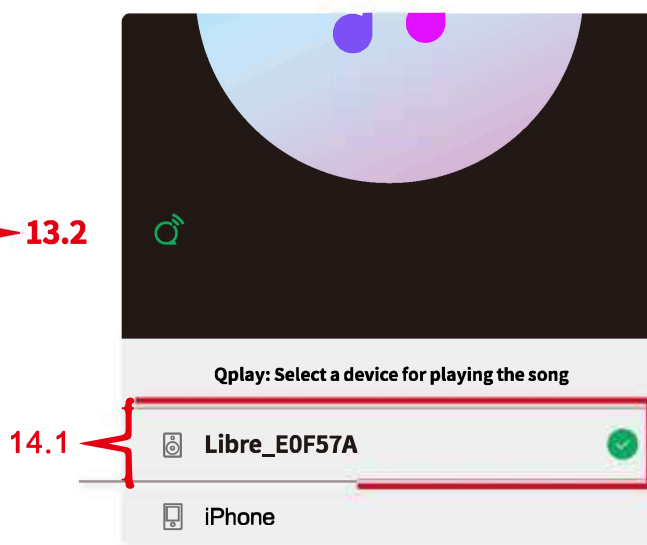 13.2
Qplay: Select a device for playing the song
14.1
Libre_E0F57A
iPhone